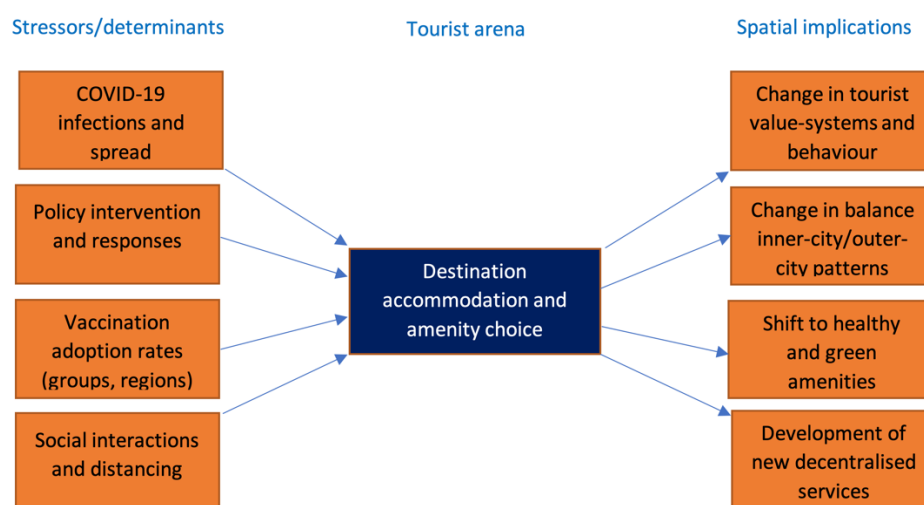 Stressors/determinants
Tourist arena
Spatial implications
COVID-19
infections and
spread
Policy intervention
and responses
Vaccination
adoption rates
(groups, regions)
Social interactions
and distancing
Destination
accommodation and
amenity choice
Change in tourist
value-systems and
behaviour
Change in balance
inner-city/outer-
city patterns
Shift to healthy
and green
amenities
Development of
new decentralised
services